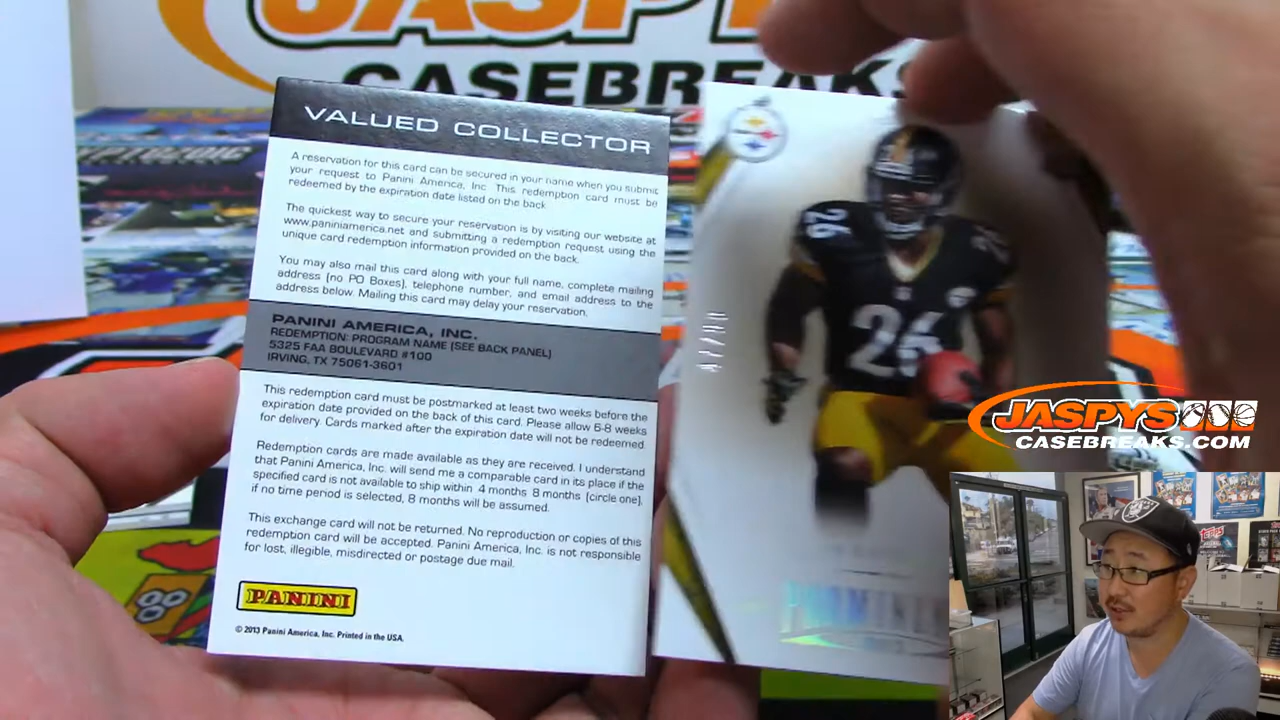 JASPY
CASEBREAKS
VALUED COLLECTOR
A reservation for this card can be secured in your name when you submit
your request to Panini America, Inc. This redemption card must be
redeemed by the expiration date listed on the back.
The quickest way to secure your reservation is by visiting our website at
www.paniniamerica.net and submitting a redemption request using the
unique card redemption information provided on the back.
You may also mail this card along with your full name, complete mailing
address (no PO Boxes), telephone number, and email address to the
address below. Mailing this card may delay your reservation.
PANINI AMERICA, INC.
REDEMPTION: PROGRAM NAME (SEE BACK PANEL)
5325 FAA BOULEVARD #100
IRVING, TX 75061-3601
This redemption card must be postmarked at least two weeks before the
expiration date provided on the back of this card. Please allow 6-8 weeks
for delivery. Cards marked after the expiration date will not be redeemed.
Redemption cards are made available as they are received. I understand
that Panini America, Inc. will send me a comparable card in its place if the
specified card is not available to ship within 4 months 8 months (circle one),
if no time period is selected, 8 months will be assumed.
This exchange card will not be returned. No reproduction or copies of this
redemption card will be accepted. Panini America, Inc. is not responsible
for lost, illegible, misdirected or postage due mail.
PANINI
© 2013 Panini America, Inc. Printed in the USA.
26
26
26
JASPYS
CASEBREAKS.COM
TOPPS